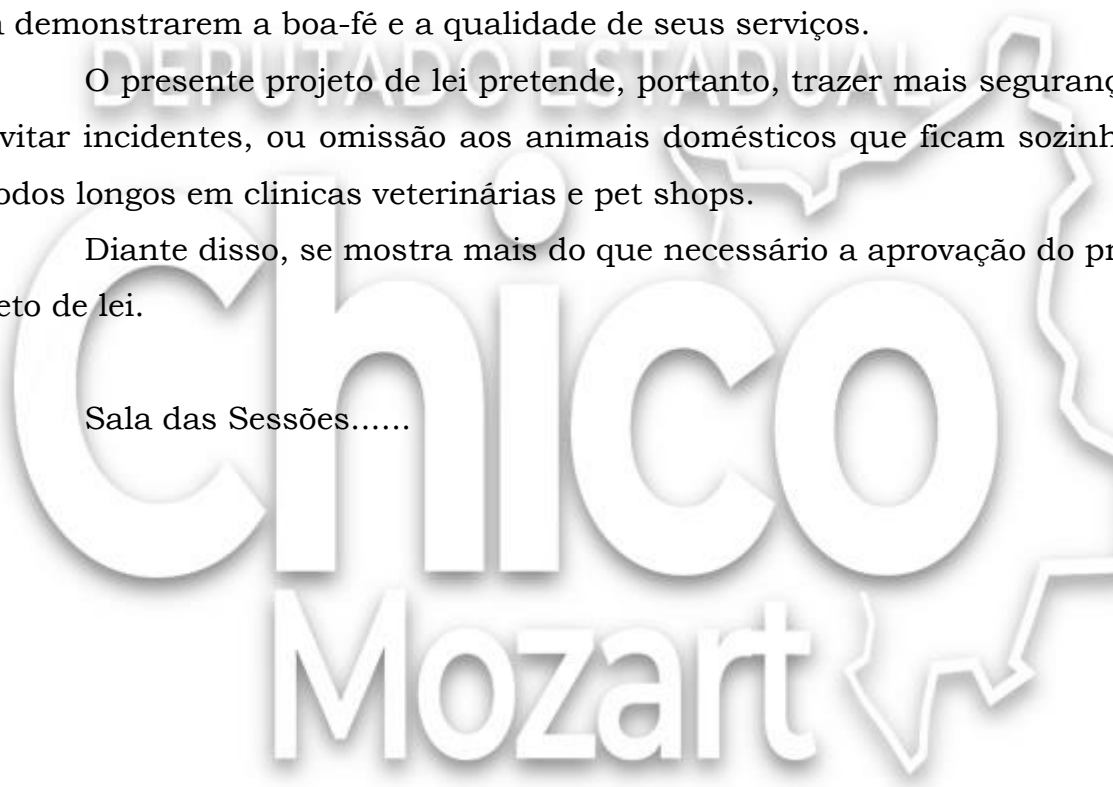 demonstrarem a boa-fé e a qualidade de seus serviços.
DEPUTADO ESTADUAL
O presente projeto de lei pretende, portanto, trazer mais seguranç
vitar incidentes, ou omissão aos animais domésticos que ficam sozinh
odos longos em clinicas veterinárias e pet shops.
Diante disso, se mostra mais do que necessário a aprovação do pr
eto de lei.
Sala das Sessões......
Chico
Mozart